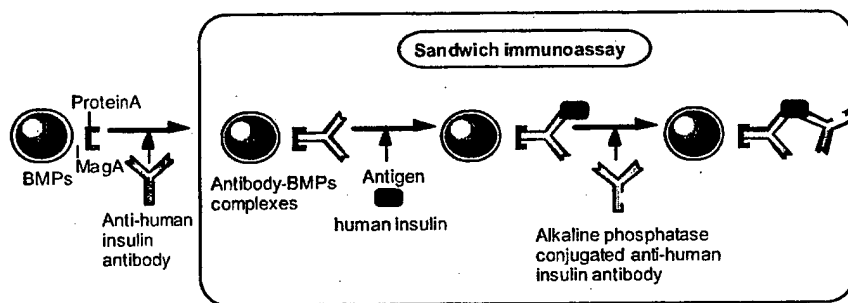 Sandwich immunoassay
ProteinA
MagA
BMPs
Anti-human
insulin
antibody
Antibody-BMPs
complexes
Antigen
human insulin
Alkaline phosphatase
conjugated anti-human
insulin antibody